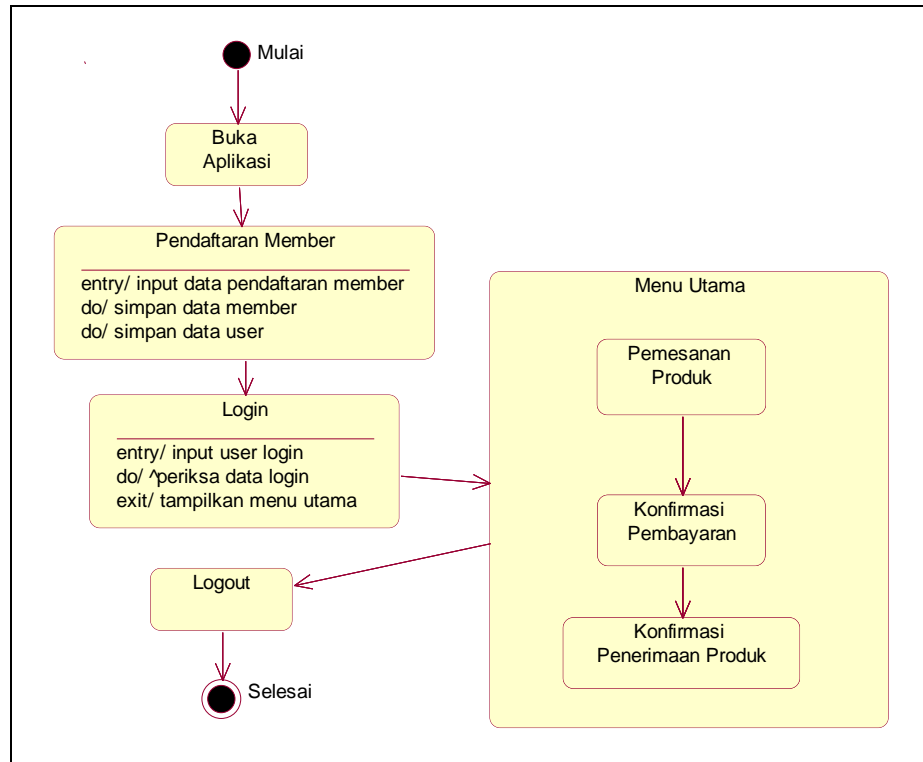 Mulai
Buka
Aplikasi
Pendaftaran Member
entry/ input data pendaftaran member
do/ simpan data member
do/ simpan data user
Login
entry/ input user login
do/ ^periksa data login
exit/ tampilkan menu utama
Menu Utama
Pemesanan
Produk
Konfirmasi
Pembayaran
Konfirmasi
Penerimaan Produk
Logout
Selesai